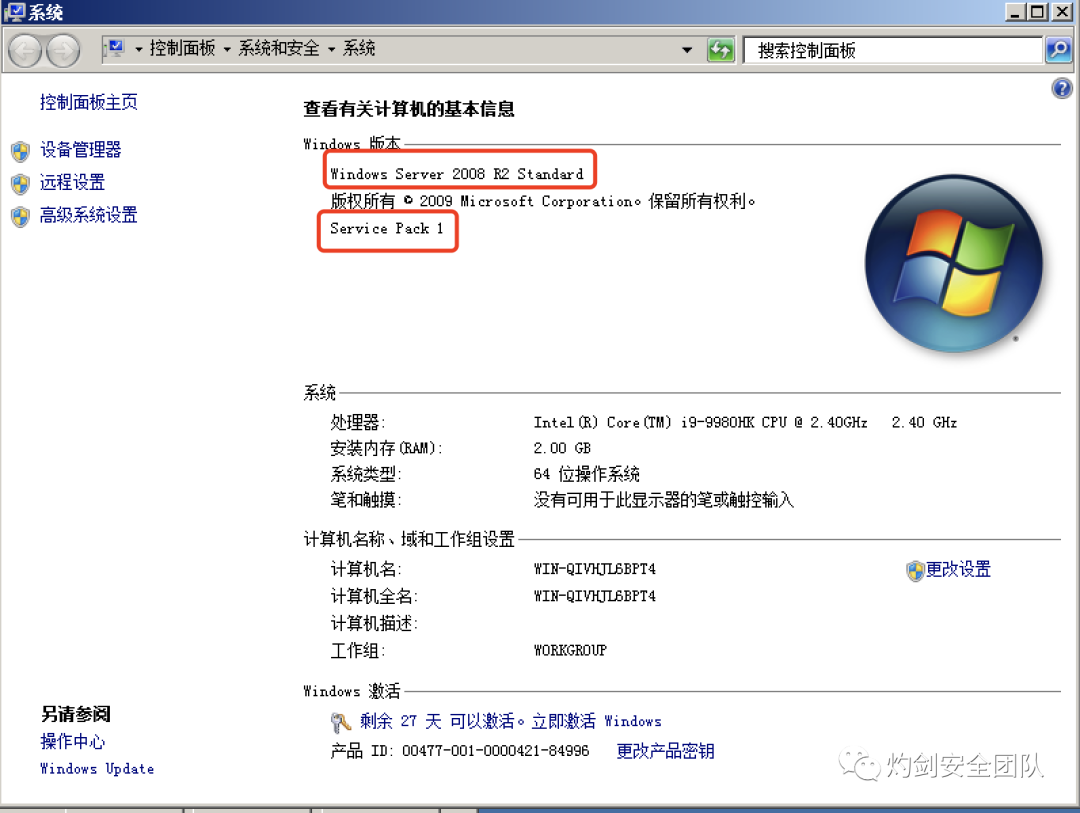 系统
控制面板 系统和安全 系统
搜索控制面板
控制面板主页
设备管理器
远程设置
高级系统设置
查看有关计算机的基本信息
Windows 版本
Windows Server 2008 R2 Standard
版权所有 © 2009 Microsoft Corporation。保留所有权利。
Service Pack 1
系统
处理器: Intel(R) Core(TM) i9-9980HK CPU @ 2.40GHz 2.40 GHz
安装内存(RAM): 2.00 GB
系统类型: 64 位操作系统
笔和触摸: 没有可用于此显示器的笔或触控输入
计算机名称、域和工作组设置
计算机名: WIN-QIVHJL6BPT4 更改设置
计算机全名: WIN-QIVHJL6BPT4
计算机描述:
工作组: WORKGROUP
Windows 激活
剩余 27 天 可以激活。立即激活 Windows
产品 ID: 00477-001-0000421-84996 更改产品密钥
另请参阅
操作中心
Windows Update
灼剑安全团队